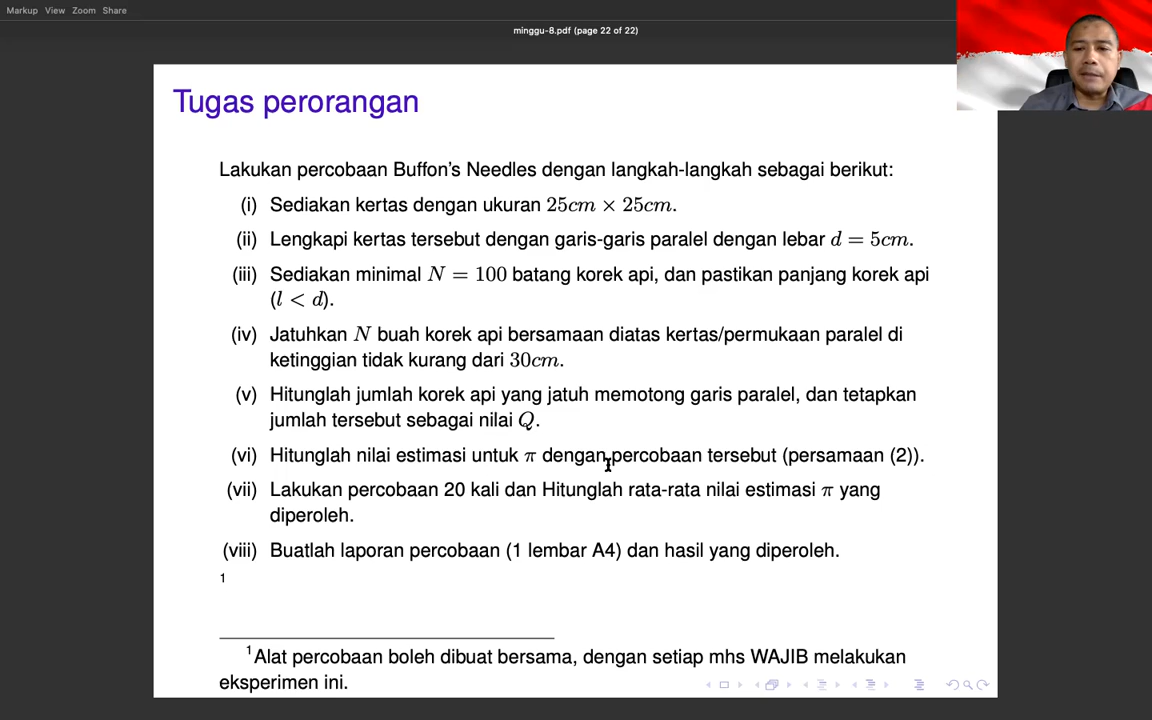 Markup View Zoom Share
minggu-8.pdf (page 22 of 22)
Tugas perorangan
Lakukan percobaan Buffon's Needles dengan langkah-langkah sebagai berikut:
(i) Sediakan kertas dengan ukuran 25cm × 25cm.
(ii) Lengkapi kertas tersebut dengan garis-garis paralel dengan lebar d = 5cm.
(iii) Sediakan minimal N = 100 batang korek api, dan pastikan panjang korek api
(l < d).
(iv) Jatuhkan N buah korek api bersamaan diatas kertas/permukaan paralel di
ketinggian tidak kurang dari 30cm.
(v) Hitunglah jumlah korek api yang jatuh memotong garis paralel, dan tetapkan
jumlah tersebut sebagai nilai Q.
(vi) Hitunglah nilai estimasi untuk π dengan percobaan tersebut (persamaan (2)).
(vii) Lakukan percobaan 20 kali dan Hitunglah rata-rata nilai estimasi π yang
diperoleh.
(viii) Buatlah laporan percobaan (1 lembar A4) dan hasil yang diperoleh.
1
1Alat percobaan boleh dibuat bersama, dengan setiap mhs WAJIB melakukan
eksperimen ini.